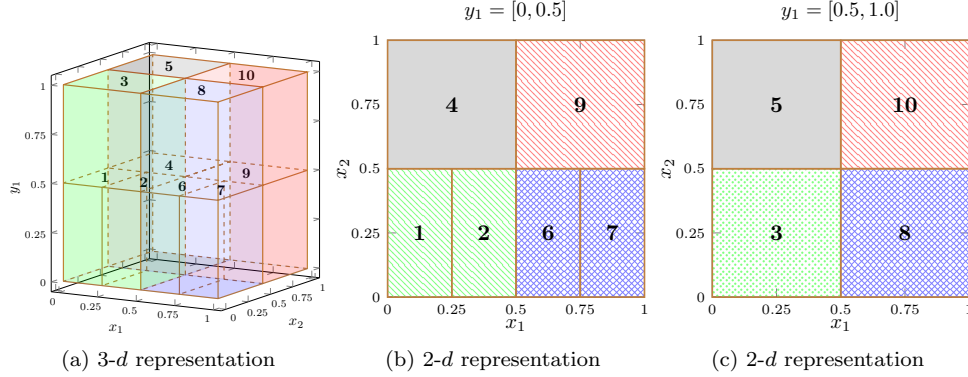 y₁ = [0, 0.5]
y₁ = [0.5, 1.0]
1
0.75
0.5
0.25
0
y₁
0 0.25 0.5 0.75 1
x₁
0 0.25 0.5 0.75 1
x₂
1 2 3 4 5 6 7 8 9 10
1
0.75
0.5
0.25
0
x₂
4 9
1 2 6 7
0 0.25 0.5 0.75 1
x₁
1
0.75
0.5
0.25
0
x₂
5 10
3 8
0 0.25 0.5 0.75 1
x₁
(a) 3-d representation
(b) 2-d representation
(c) 2-d representation